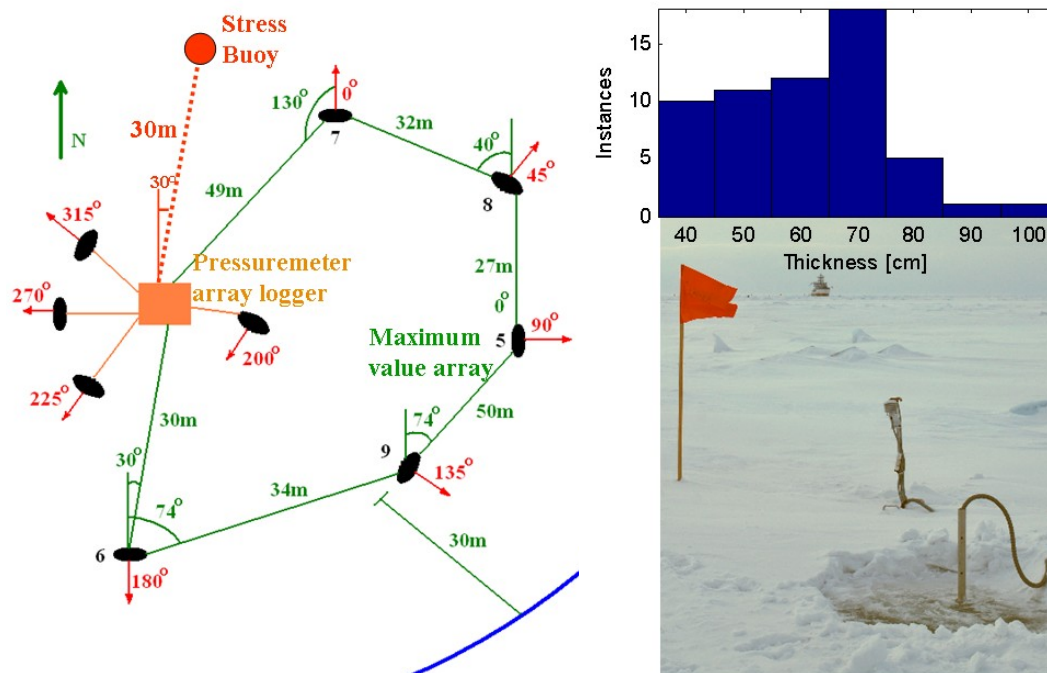 Stress
Buoy
N
30m
30°
130°
0°
7
32m
40°
45°
8
49m
315°
Pressuremeter
array logger
270°
200°
225°
27m
0°
90°
5
Maximum
value array
50m
30m
74°
9
135°
34m
30°
74°
6
180°
30m
Instances
15
10
5
0
40 50 60 70 80 90 100
Thickness [cm]